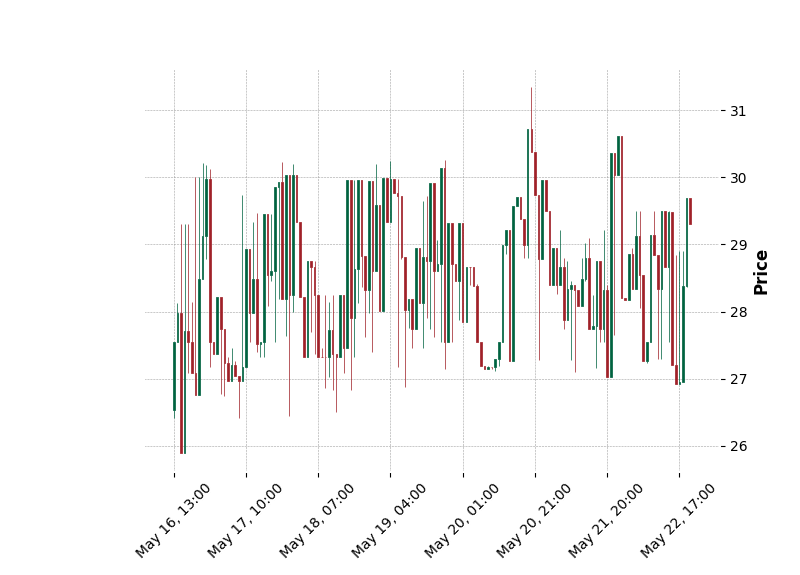 31
30
29
28
27
26
Price
May 16, 13:00
May 17, 10:00
May 18, 07:00
May 19, 04:00
May 20, 01:00
May 20, 21:00
May 21, 20:00
May 22, 17:00